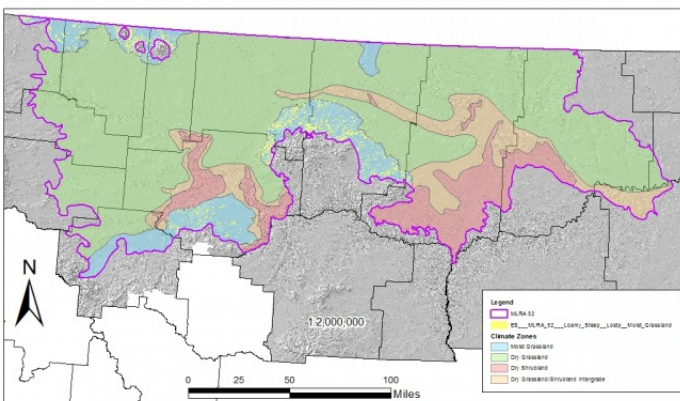 N
1:2,000,000
0 25 50 100
Miles
Legend
MLRA 52
Climate Zones
Moist Grassland
Dry Grassland
Dry Shrubland
Dry Grassland/Shrubland Intergrade